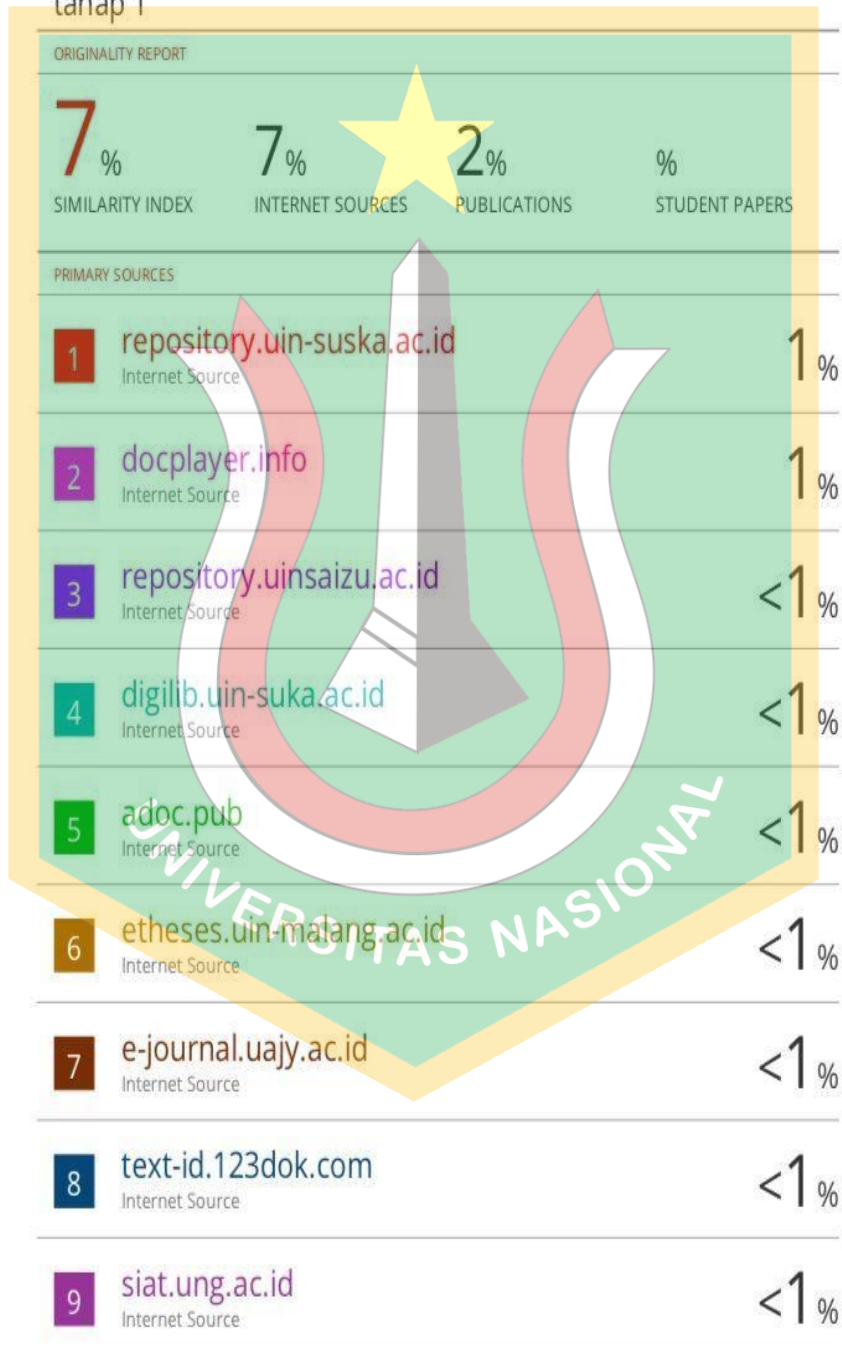 tahap 1
ORIGINALITY REPORT
7%
7%
2%
%
SIMILARITY INDEX
INTERNET SOURCES
PUBLICATIONS
STUDENT PAPERS
PRIMARY SOURCES
1 repository.uin-suska.ac.id 1%
Internet Source
2 docplayer.info 1%
Internet Source
3 repository.uinsaizu.ac.id <1%
Internet Source
4 digilib.uin-suka.ac.id <1%
Internet Source
5 adoc.pub <1%
Internet Source
6 etheses.uin-malang.ac.id <1%
Internet Source
7 e-journal.uajy.ac.id <1%
Internet Source
8 text-id.123dok.com <1%
Internet Source
9 siat.ung.ac.id <1%
Internet Source
UNIVERSITAS NASIONAL